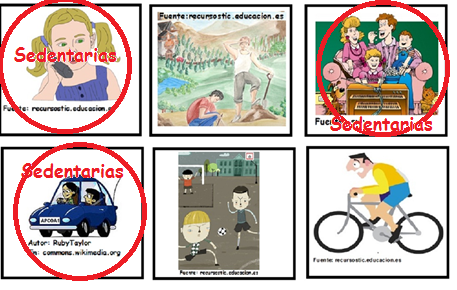 Sedentarias
Fuente: recursostic.educacion.es
Fuente:recursostic.educacion.es
Sedentarias
Sedentarias
APCOAS
Autor: RubyTaylor
commons.wikimedia.org
Fuente: recursostic.educacion.es
Fuente: recursostic.educacion.es